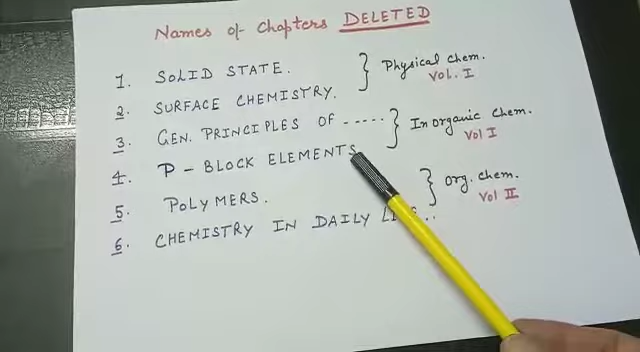 Names of Chapters DELETED
1. SOLID STATE.
2. SURFACE CHEMISTRY.
} Physical Chem.
VOL. I
3. GEN. PRINCIPLES OF -----
4. P - BLOCK ELEMENTS
} Inorganic Chem.
Vol I
5. POLYMERS.
6. CHEMISTRY IN DAILY
} Org. Chem.
Vol II